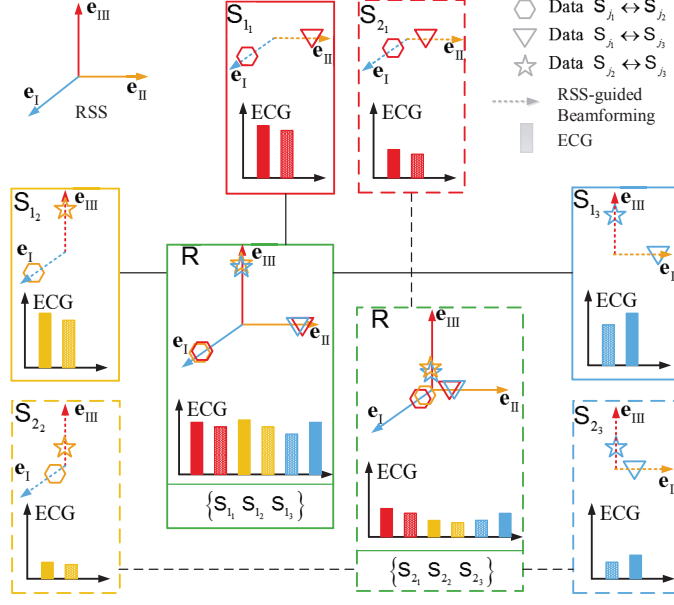 e_III
e_I
e_II
RSS
S_{1_1}
e_I
e_II
ECG
S_{2_1}
e_I
e_II
ECG
Data S_{j_1} ↔ S_{j_2}
Data S_{j_1} ↔ S_{j_3}
Data S_{j_2} ↔ S_{j_3}
RSS-guided
Beamforming
ECG
S_{1_2}
e_III
e_I
ECG
R
e_III
e_I
e_II
{S_{1_1} S_{1_2} S_{1_3}}
S_{1_3}
e_III
e_I
ECG
R
e_III
e_I
e_II
{S_{2_1} S_{2_2} S_{2_3}}
S_{2_2}
e_III
e_I
ECG
S_{2_3}
e_III
e_I
ECG